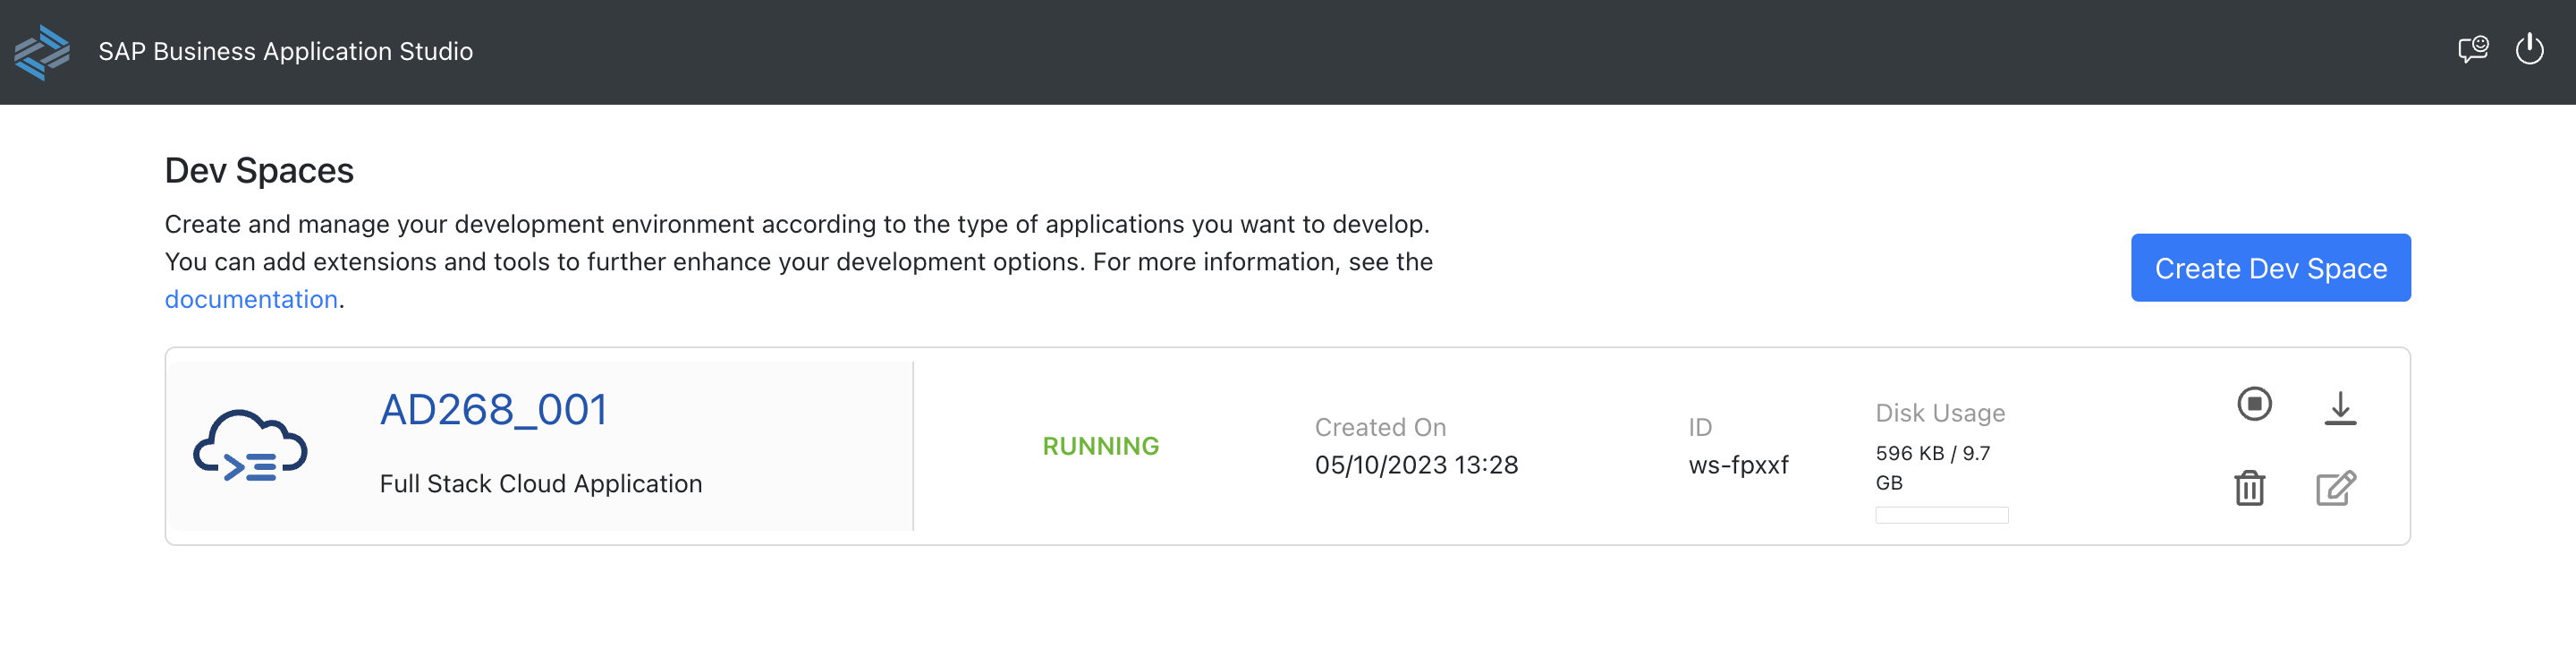 SAP Business Application Studio
Dev Spaces
Create and manage your development environment according to the type of applications you want to develop.
You can add extensions and tools to further enhance your development options. For more information, see the
documentation.
Create Dev Space
AD268_001
Full Stack Cloud Application
RUNNING
Created On
05/10/2023 13:28
ID
ws-fpxxf
Disk Usage
596 KB / 9.7
GB